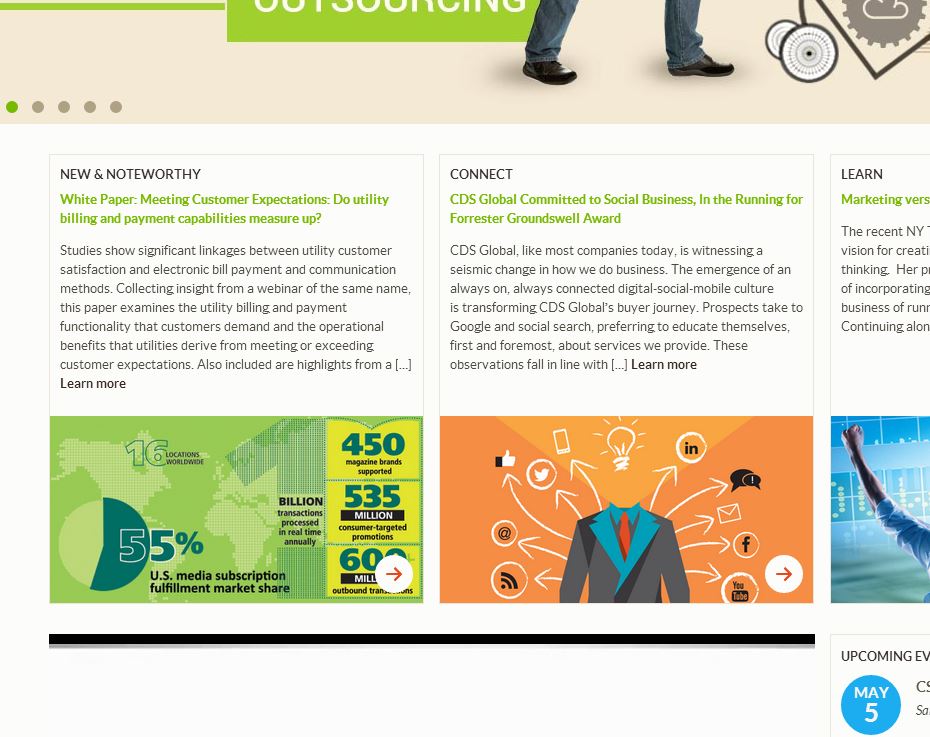 OUTSOURCING
NEW & NOTEWORTHY
White Paper: Meeting Customer Expectations: Do utility
billing and payment capabilities measure up?
Studies show significant linkages between utility customer
satisfaction and electronic bill payment and communication
methods. Collecting insight from a webinar of the same name,
this paper examines the utility billing and payment
functionality that customers demand and the operational
benefits that utilities derive from meeting or exceeding
customer expectations. Also included are highlights from a [...]
Learn more
16 LOCATIONS
WORLDWIDE
55%
U.S. media subscription
fulfillment market share
1
BILLION
transactions
processed
in real time
annually
450
magazine brands
supported
535
MILLION
consumer-targeted
promotions
600
outbound
CONNECT
CDS Global Committed to Social Business, In the Running for
Forrester Groundswell Award
CDS Global, like most companies today, is witnessing a
seismic change in how we do business. The emergence of an
always on, always connected digital-social-mobile culture
is transforming CDS Global's buyer journey. Prospects take to
Google and social search, preferring to educate themselves,
first and foremost, about services we provide. These
observations fall in line with [...] Learn more
in
@
f
You
Tube
LEARN
Marketing
The recent NY
vision for
thinking. Her
of
business of
Continuing
UPCOMING
MAY
5